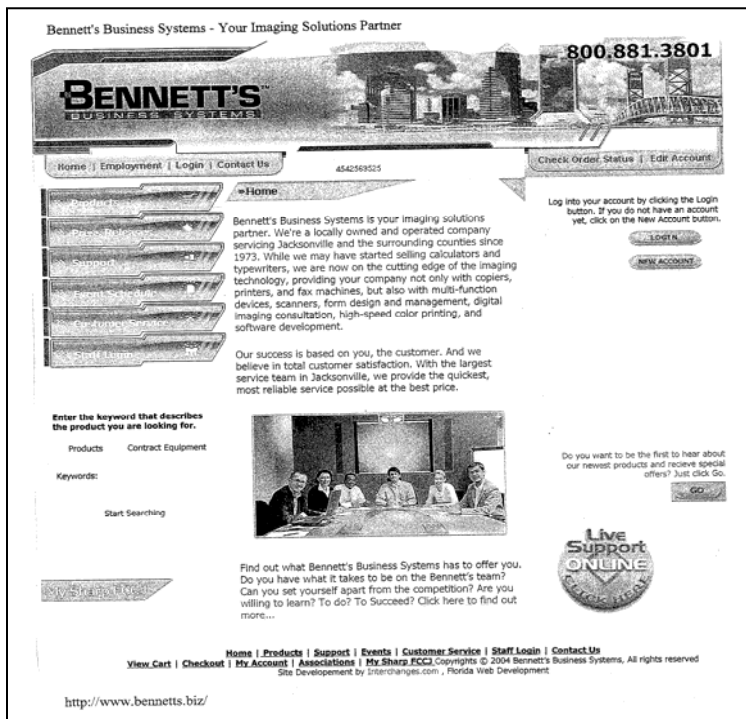 Bennett's Business Systems - Your Imaging Solutions Partner
800.881.3801
BENNETT'S
BUSINESS SYSTEMS
Home | Employment | Login | Contact Us
4542569525
Check Order Status | Edit Account
Products
Support
Customer Service
Staff Login
Home
Bennett's Business Systems is your imaging solutions
partner. We're a locally owned and operated company
servicing Jacksonville and the surrounding counties since
1973. While we may have started selling calculators and
typewriters, we are now on the cutting edge of the imaging
technology, providing your company not only with copiers,
printers, and fax machines, but also with multi-function
devices, scanners, form design and management, digital
imaging consultation, high-speed color printing, and
software development.
Our success is based on you, the customer. And we
believe in total customer satisfaction. With the largest
service team in Jacksonville, we provide the quickest,
most reliable service possible at the best price.
Log into your account by clicking the Login
button. If you do not have an account
yet, click on the New Account button.
LOGIN
NEW ACCOUNT
Enter the keyword that describes
the product you are looking for.
Products Contract Equipment
Keywords:
Start Searching
Do you want to be the first to hear about
our newest products and recieve special
offers? Just click Go.
GO
Live
Support
ONLINE
CLICK HERE
Find out what Bennett's Business Systems has to offer you.
Do you have what it takes to be on the Bennett's team?
Can you set yourself apart from the competition? Are you
willing to learn? To do? To Succeed? Click here to find out
more...
My Sharp FCCJ
Home | Products | Support | Events | Customer Service | Staff Login | Contact Us
View Cart | Checkout | My Account | Associations | My Sharp FCCJ Copyrights © 2004 Bennett's Business Systems, All rights reserved
Site Developement by Interchanges.com , Florida Web Development
http://www.bennetts.biz/